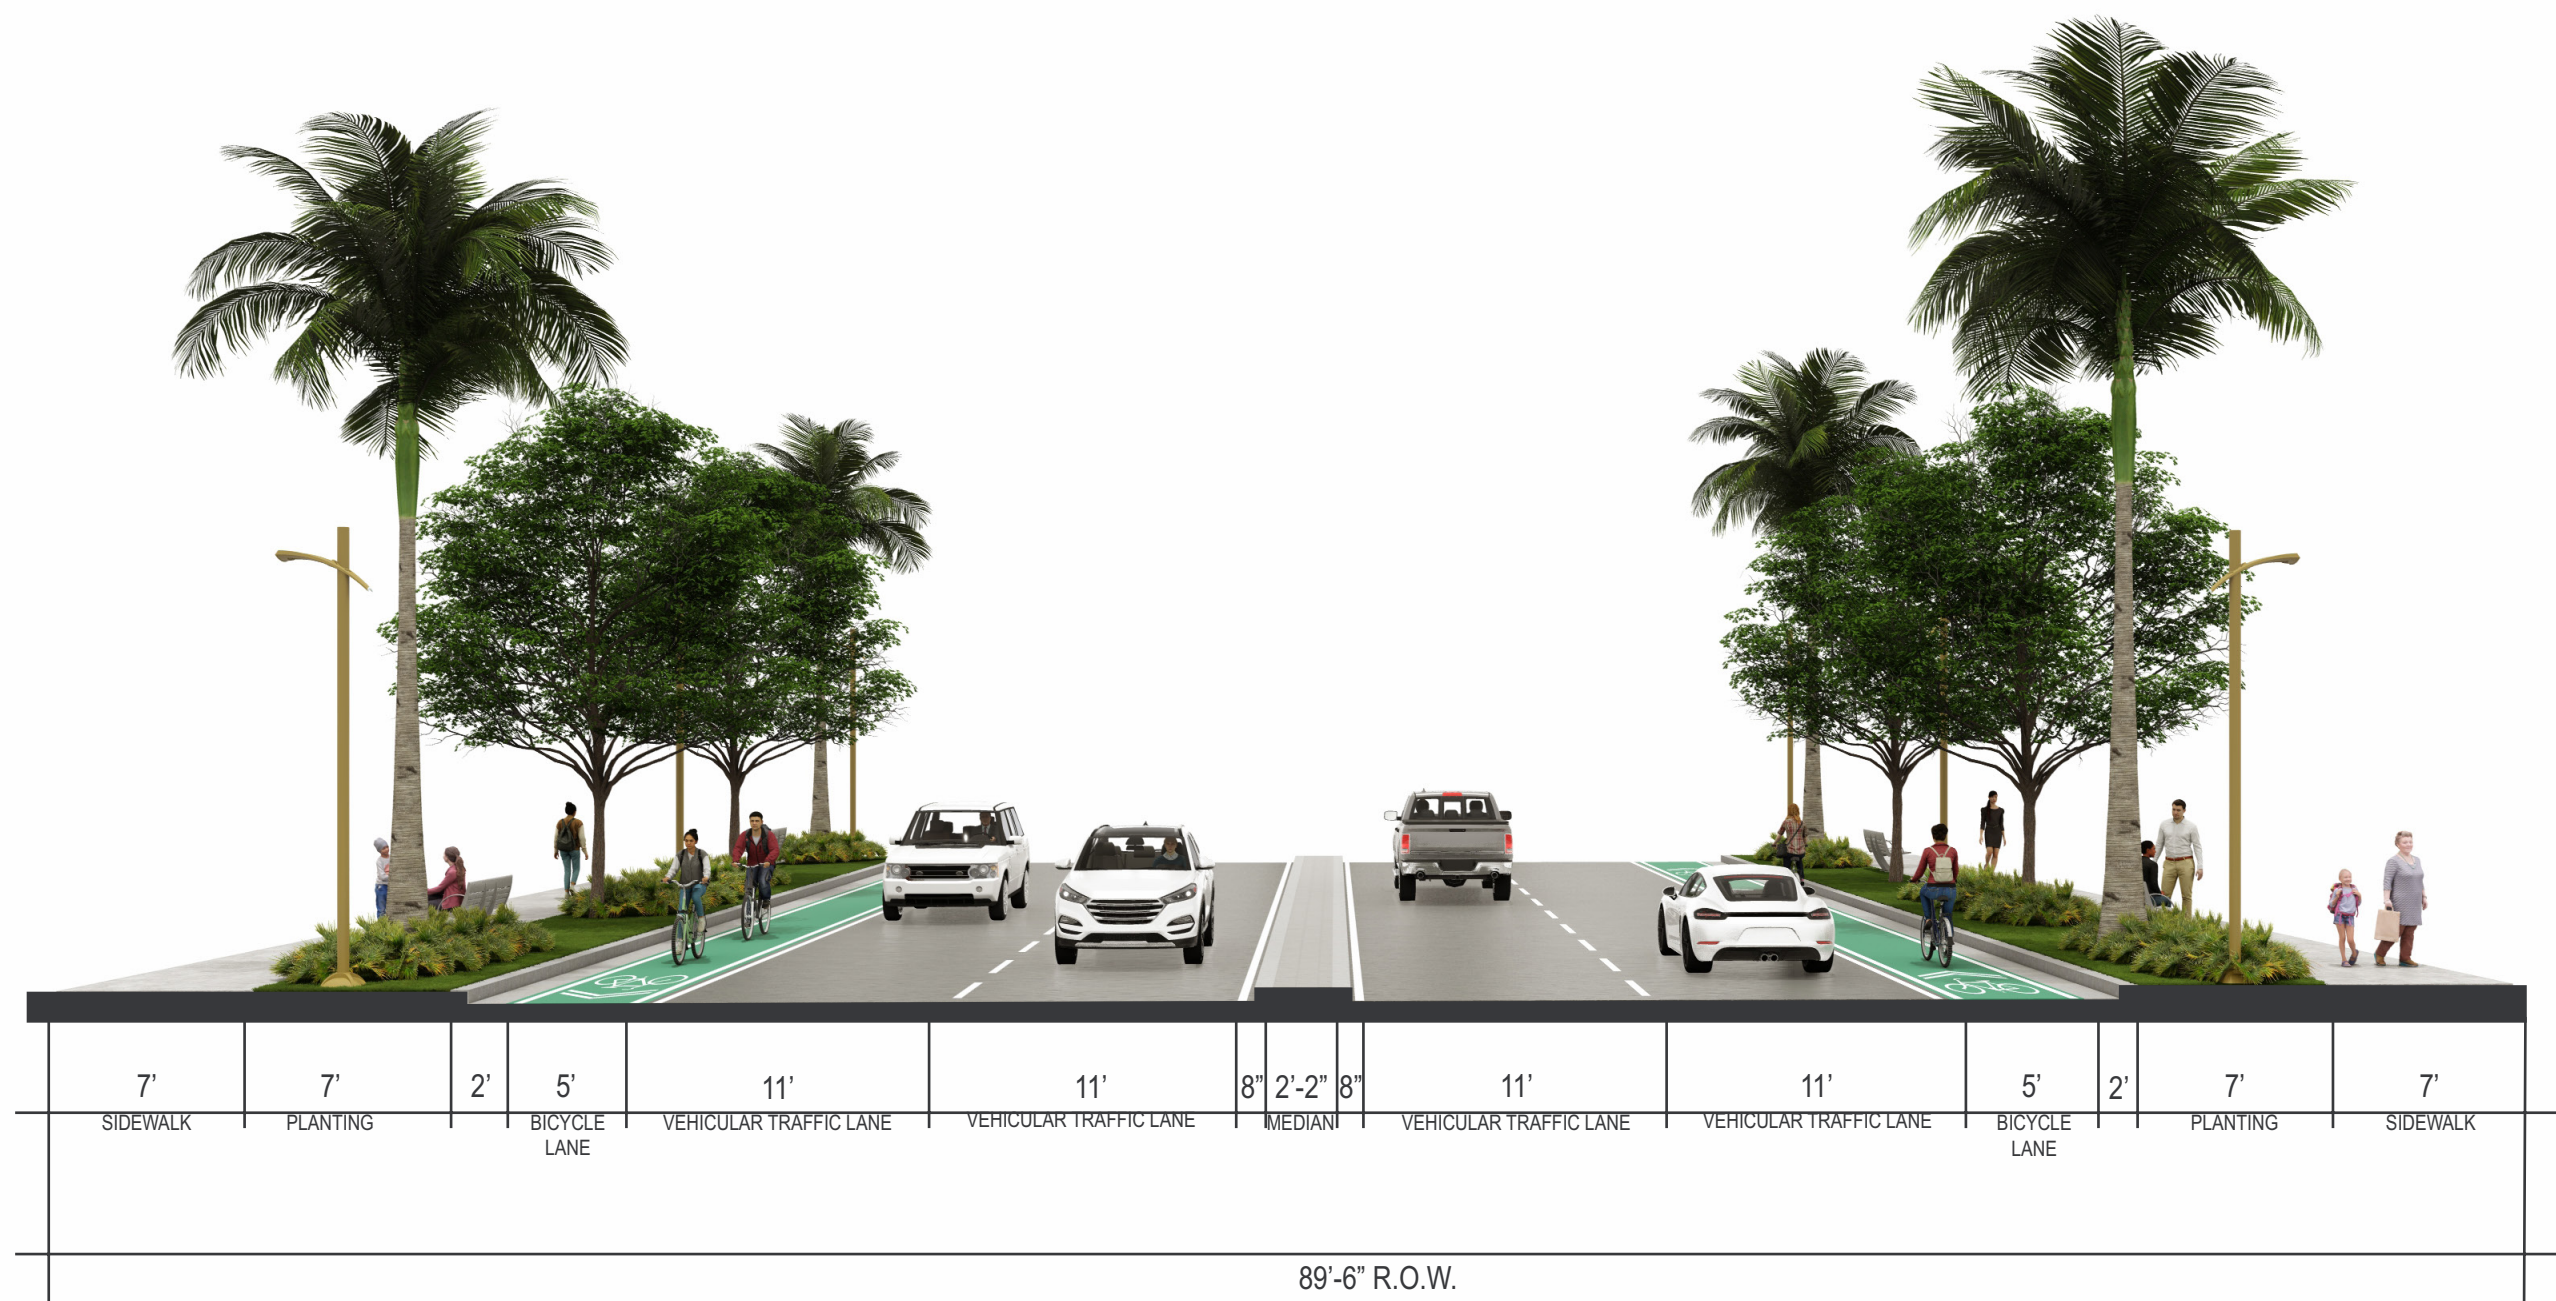 7’ 7’ 2’ 5’ 11’ 11’ 8” 2’-2” 8” 11’ 11’ 5’ 2’ 7’ 7’
SIDEWALK PLANTING BICYCLE VEHICULAR TRAFFIC LANE VEHICULAR TRAFFIC LANE MEDIAN VEHICULAR TRAFFIC LANE VEHICULAR TRAFFIC LANE BICYCLE PLANTING SIDEWALK
LANE LANE
89’-6” R.O.W.